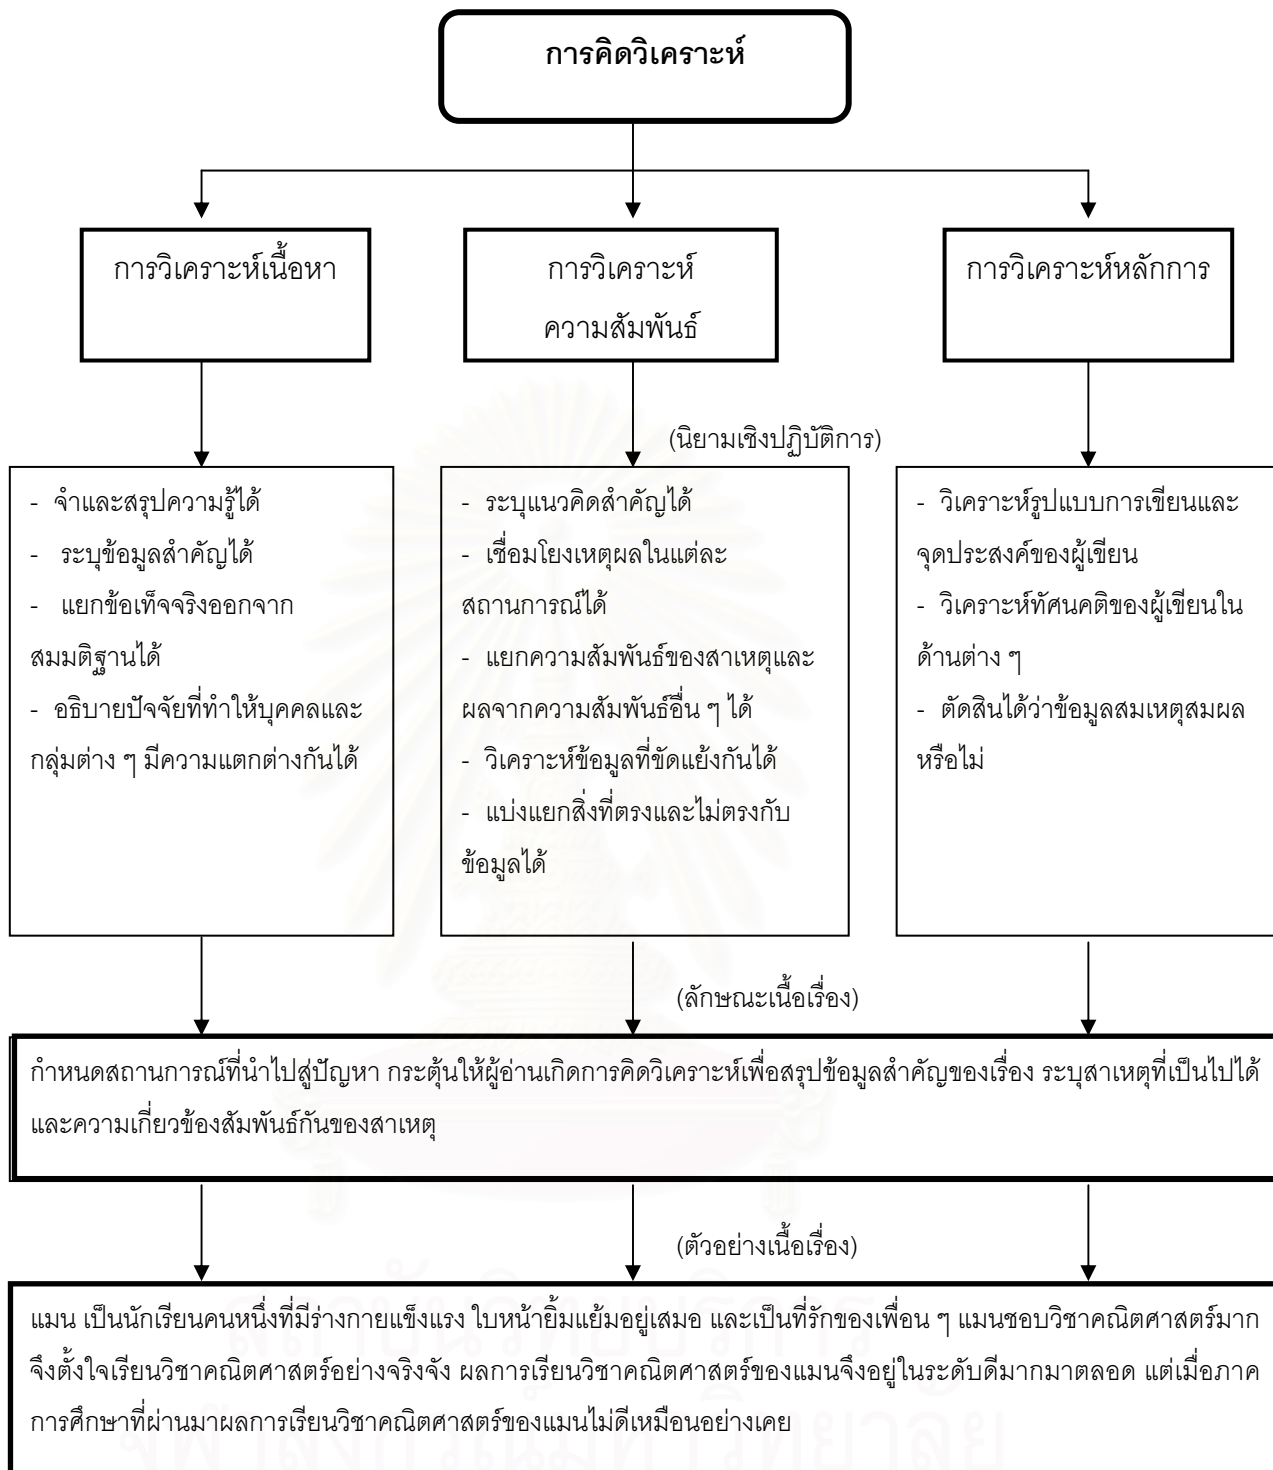 การคิดวิเคราะห์
การวิเคราะห์เนื้อหา
การวิเคราะห์
ความสัมพันธ์
การวิเคราะห์หลักการ
(นิยามเชิงปฏิบัติการ)
- จำและสรุปความรู้ได้
- ระบุข้อมูลสำคัญได้
- แยกข้อเท็จจริงออกจาก
สมมติฐานได้
- อธิบายปัจจัยที่ทำให้บุคคลและ
กลุ่มต่าง ๆ มีความแตกต่างกันได้
- ระบุแนวคิดสำคัญได้
- เชื่อมโยงเหตุผลในแต่ละ
สถานการณ์ได้
- แยกความสัมพันธ์ของสาเหตุและ
ผลจากความสัมพันธ์อื่น ๆ ได้
- วิเคราะห์ข้อมูลที่ขัดแย้งกันได้
- แบ่งแยกสิ่งที่ตรงและไม่ตรงกับ
ข้อมูลได้
- วิเคราะห์รูปแบบการเขียนและ
จุดประสงค์ของผู้เขียน
- วิเคราะห์ทัศนคติของผู้เขียนใน
ด้านต่าง ๆ
- ตัดสินได้ว่าข้อมูลสมเหตุสมผล
หรือไม่
(ลักษณะเนื้อเรื่อง)
กำหนดสถานการณ์ที่นำไปสู่ปัญหา กระตุ้นให้ผู้อ่านเกิดการคิดวิเคราะห์เพื่อสรุปข้อมูลสำคัญของเรื่อง ระบุสาเหตุที่เป็นไปได้
และความเกี่ยวข้องสัมพันธ์กันของสาเหตุ
(ตัวอย่างเนื้อเรื่อง)
แมน เป็นนักเรียนคนหนึ่งที่มีร่างกายแข็งแรง ใบหน้ายิ้มแย้มอยู่เสมอ และเป็นที่รักของเพื่อน ๆ แมนชอบวิชาคณิตศาสตร์มาก
จึงตั้งใจเรียนวิชาคณิตศาสตร์อย่างจริงจัง ผลการเรียนวิชาคณิตศาสตร์ของแมนจึงอยู่ในระดับดีมากมาตลอด แต่เมื่อภาค
การศึกษาที่ผ่านมาผลการเรียนวิชาคณิตศาสตร์ของแมนไม่ดีเหมือนอย่างเคย
สถาบันวิทยบริการ
จุฬาลงกรณ์มหาวิทยาลัย